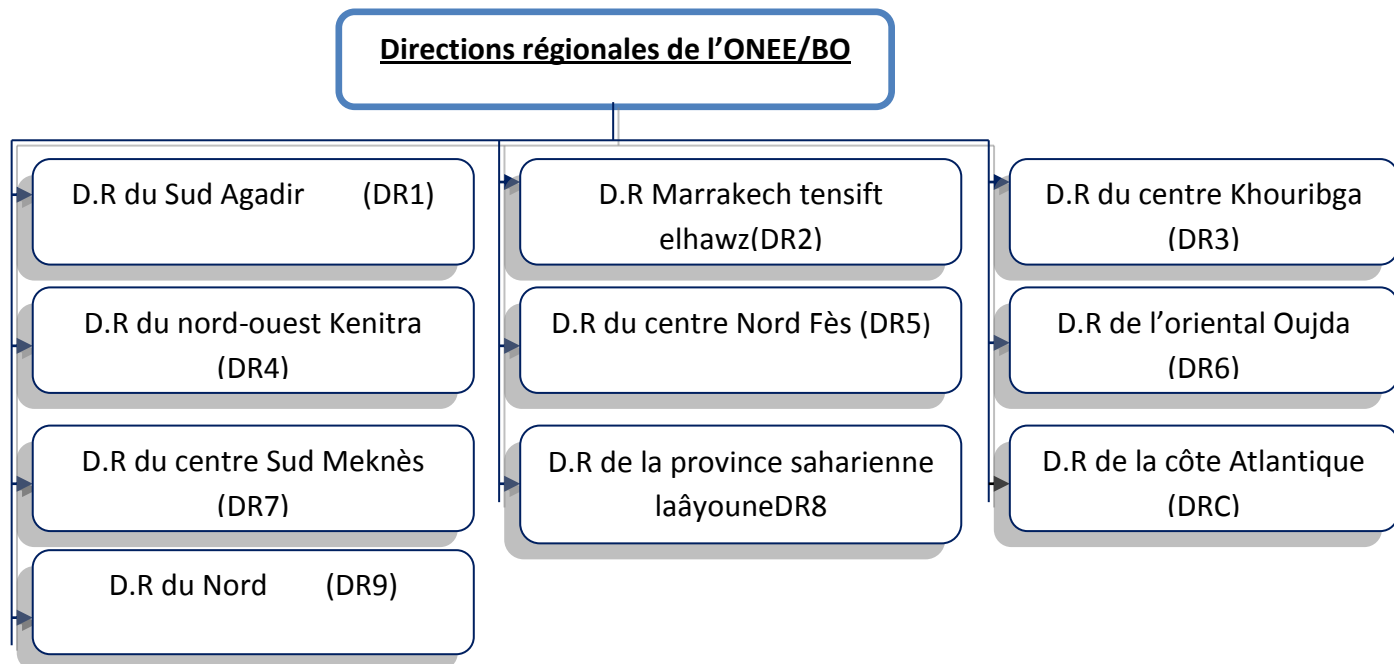 Directions régionales de l’ONEE/BO
D.R du Sud Agadir (DR1)
D.R Marrakech tensift
elhawz(DR2)
D.R du centre Khouribga
(DR3)
D.R du nord-ouest Kenitra
(DR4)
D.R du centre Nord Fès (DR5)
D.R de l’oriental Oujda
(DR6)
D.R du centre Sud Meknès
(DR7)
D.R de la province saharienne
laâyouneDR8
D.R de la côte Atlantique
(DRC)
D.R du Nord (DR9)